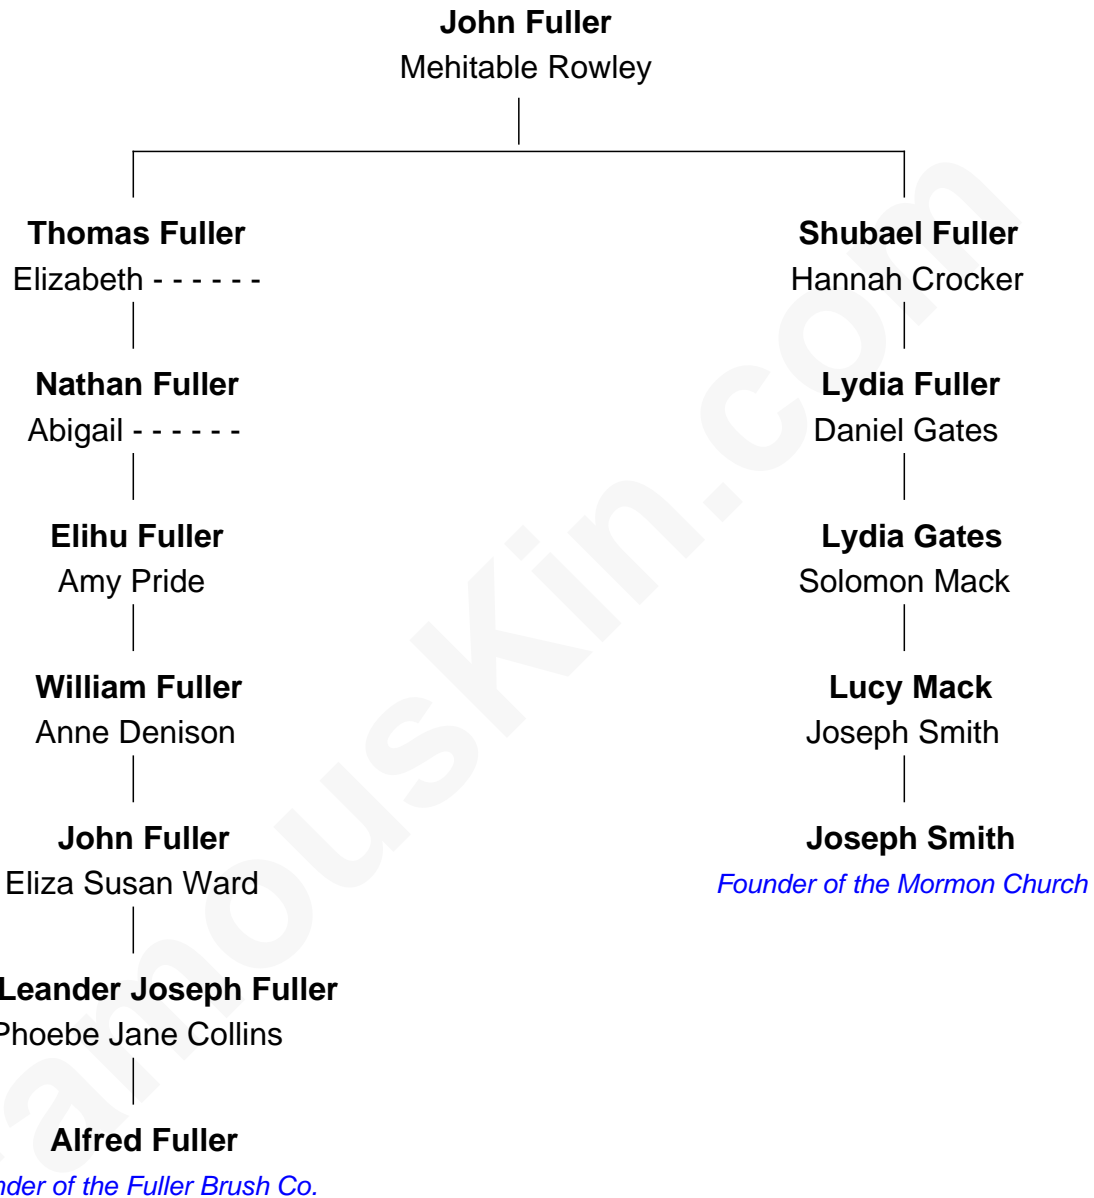 John Fuller
Mehitable Rowley
Thomas Fuller
Elizabeth - - - - - -
Nathan Fuller
Abigail - - - - - -
Elihu Fuller
Amy Pride
William Fuller
Anne Denison
John Fuller
Eliza Susan Ward
Leander Joseph Fuller
Phoebe Jane Collins
Alfred Fuller
nder of the Fuller Brush Co.
Shubael Fuller
Hannah Crocker
Lydia Fuller
Daniel Gates
Lydia Gates
Solomon Mack
Lucy Mack
Joseph Smith
Joseph Smith
Founder of the Mormon Church
amouskin.com